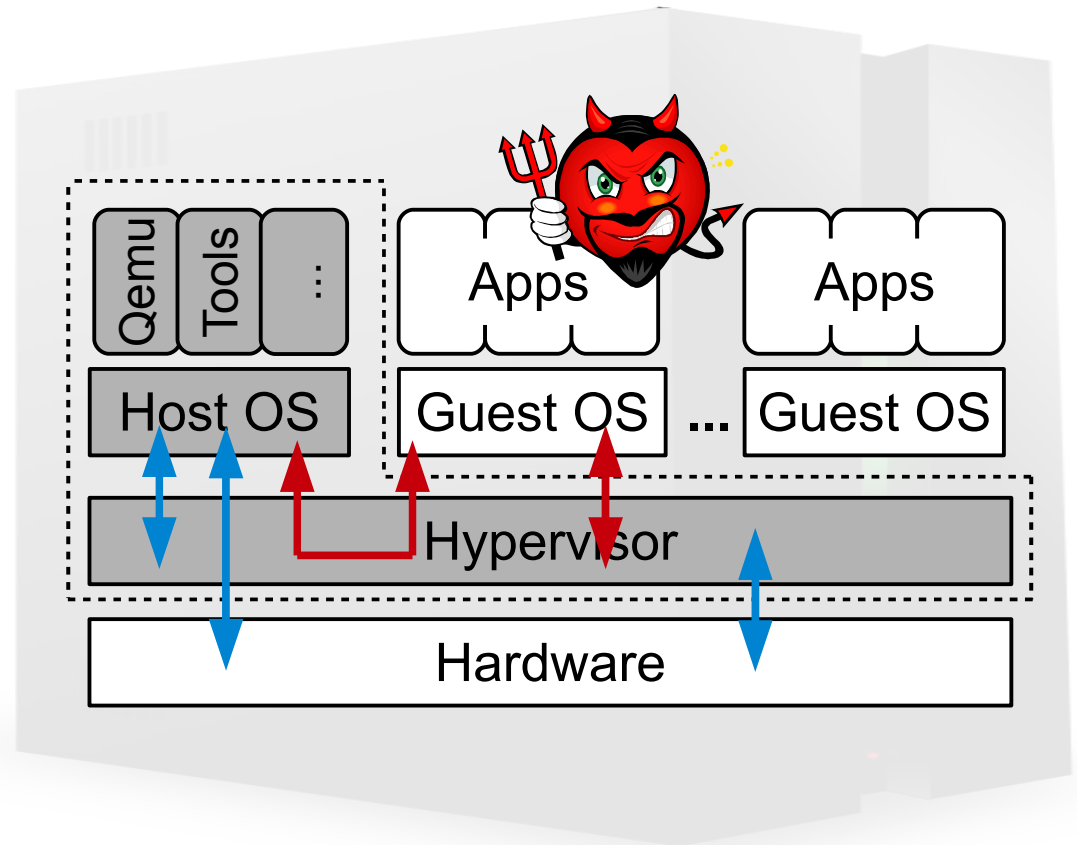 Qemu
Tools
...
Apps
Apps
Host OS
Guest OS
...
Guest OS
Hypervisor
Hardware